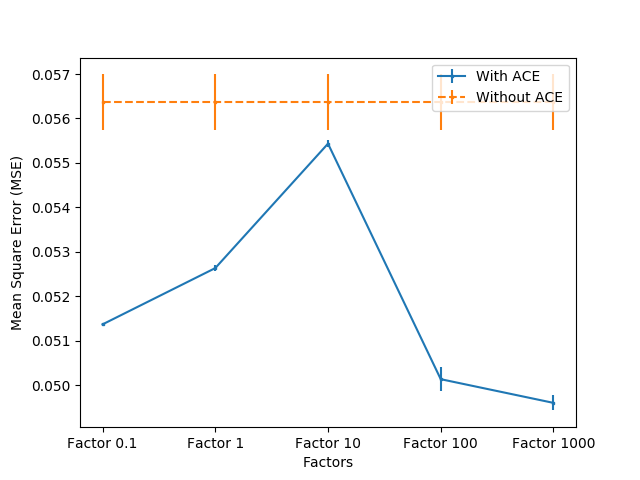 With ACE
Without ACE
0.057
0.056
0.055
0.054
0.053
0.052
0.051
0.050
Mean Square Error (MSE)
Factor 0.1 Factor 1 Factor 10 Factor 100 Factor 1000
Factors